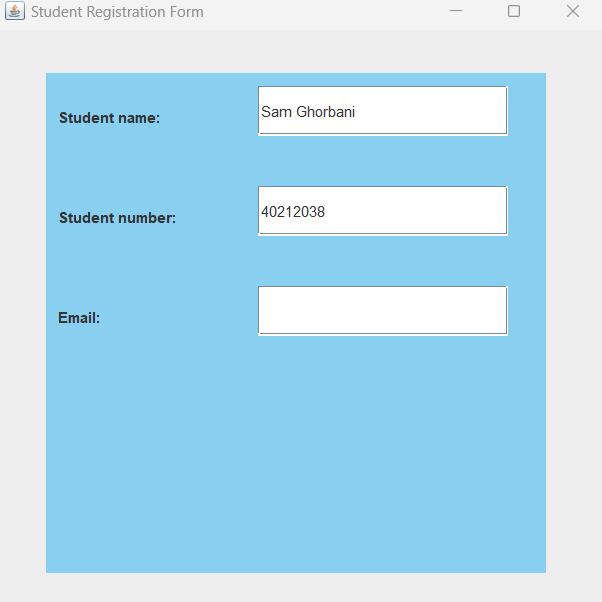 Student Registration Form
Student name: Sam Ghorbani
Student number: 40212038
Email: